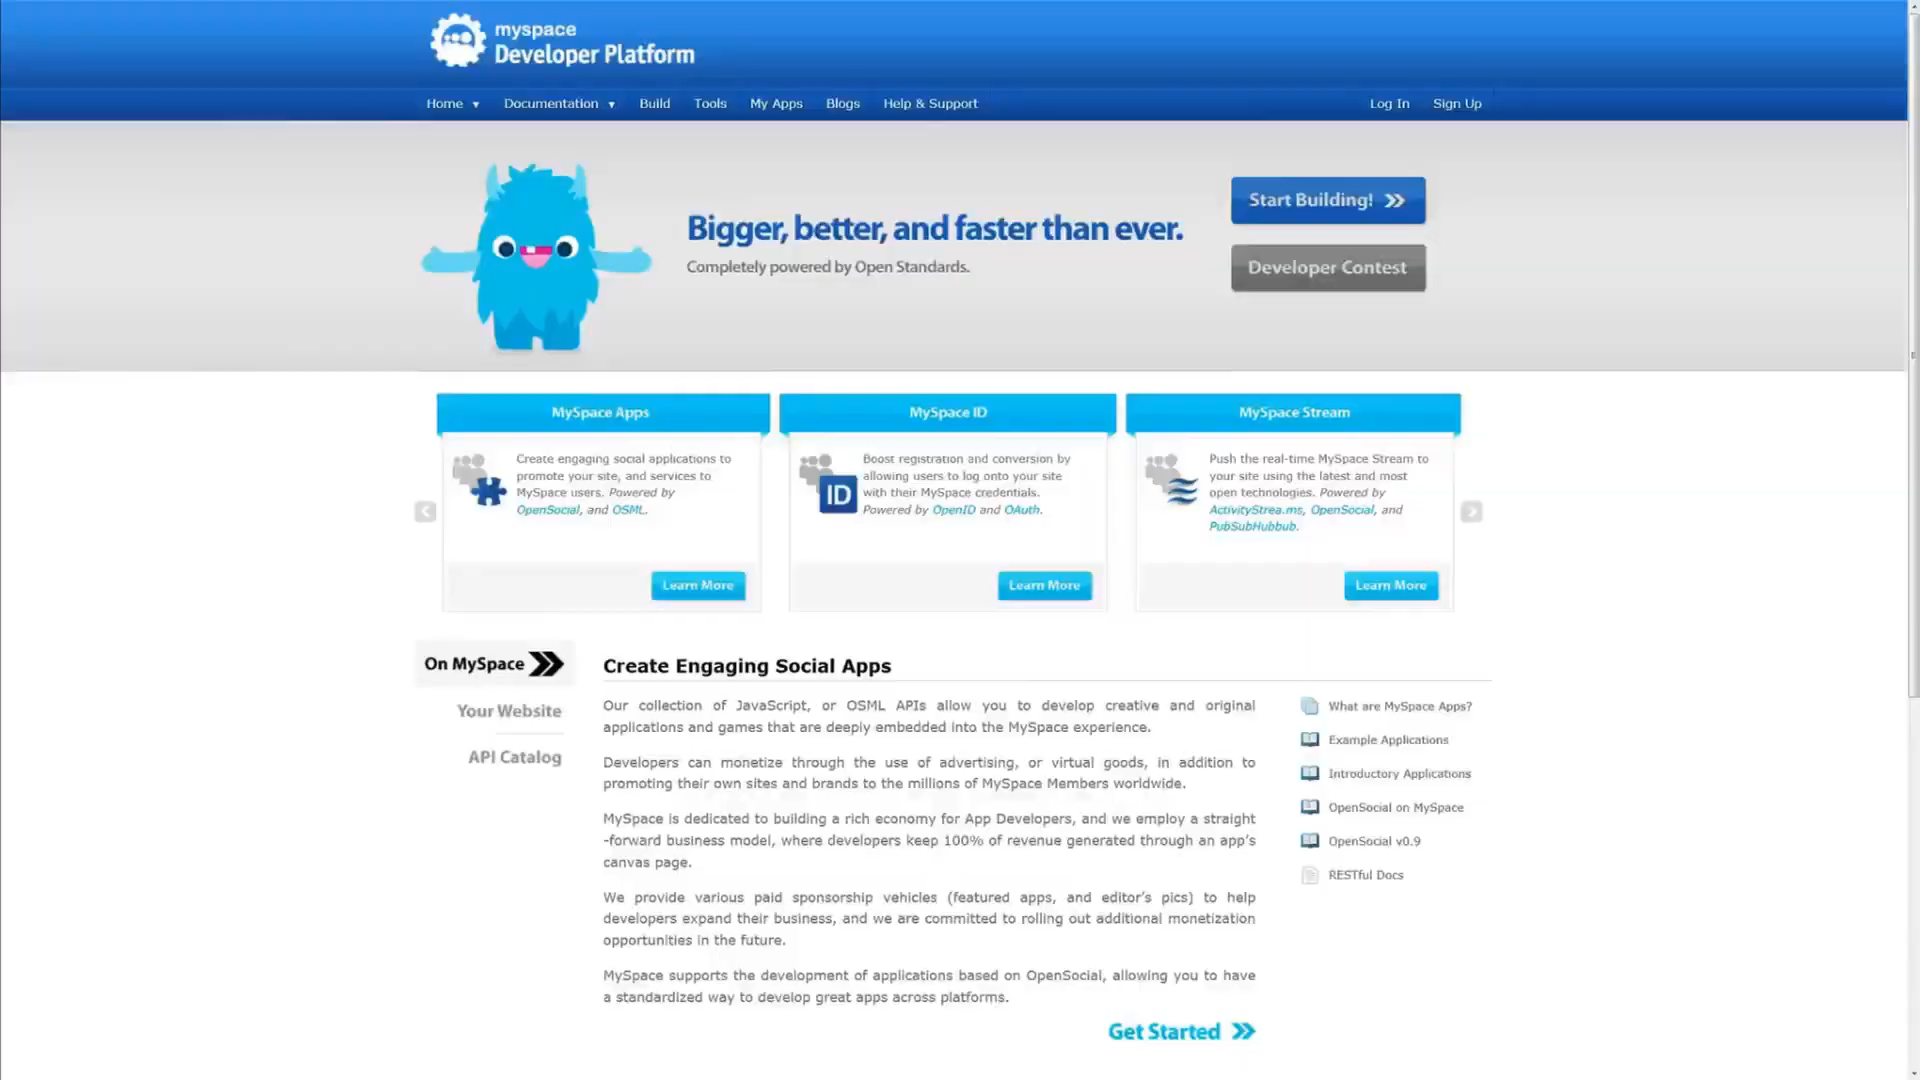 myspace
Developer Platform
Home ▼ Documentation ▼ Build Tools My Apps Blogs Help & Support Log In Sign Up
Bigger, better, and faster than ever.
Completely powered by Open Standards.
Start Building!
Developer Contest
MySpace Apps
Create engaging social applications to
promote your site, and services to
MySpace users. Powered by
OpenSocial, and OSML.
Learn More
MySpace ID
Boost registration and conversion by
allowing users to log onto your site
with their MySpace credentials.
Powered by OpenID and OAuth.
ID
Learn More
MySpace Stream
Push the real-time MySpace Stream to
your site using the latest and most
open technologies. Powered by
ActivityStrea.ms, OpenSocial, and
PubSubHubbub.
Learn More
On MySpace
Your Website
API Catalog
Create Engaging Social Apps
Our collection of JavaScript, or OSML APIs allow you to develop creative and original
applications and games that are deeply embedded into the MySpace experience.
Developers can monetize through the use of advertising, or virtual goods, in addition to
promoting their own sites and brands to the millions of MySpace Members worldwide.
MySpace is dedicated to building a rich economy for App Developers, and we employ a straight
-forward business model, where developers keep 100% of revenue generated through an app's
canvas page.
We provide various paid sponsorship vehicles (featured apps, and editor's pics) to help
developers expand their business, and we are committed to rolling out additional monetization
opportunities in the future.
MySpace supports the development of applications based on OpenSocial, allowing you to have
a standardized way to develop great apps across platforms.
Get Started
What are MySpace Apps?
Example Applications
Introductory Applications
OpenSocial on MySpace
OpenSocial v0.9
RESTful Docs